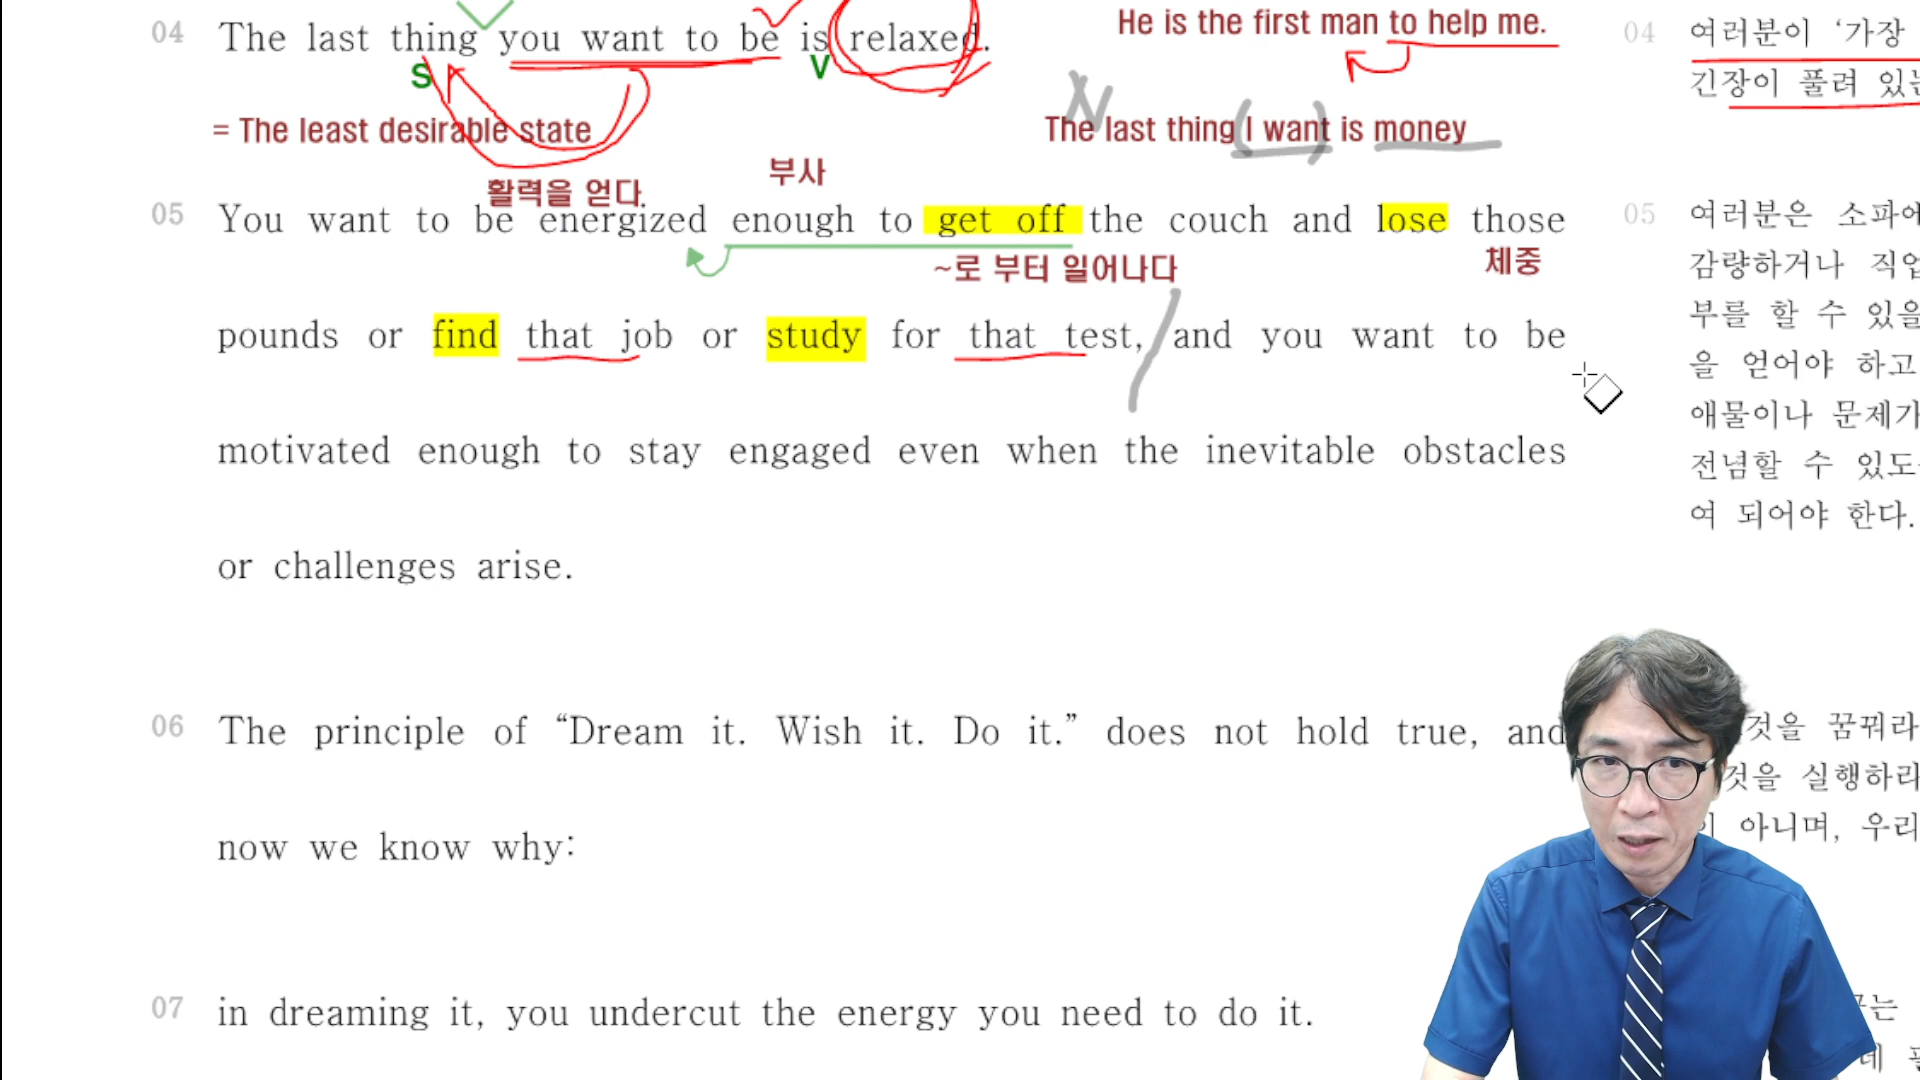 04 The last thing you want to be is relaxed.
He is the first man to help me.
04 여러분이 ‘가장
긴장이 풀려 있는
S
V
= The least desirable state
N
The last thing (I want) is money
부사
활력을 얻다.
05 You want to be energized enough to get off the couch and lose those
05 여러분은 소파에
~로 부터 일어나다
체중
감량하거나 직업
pounds or find that job or study for that test, / and you want to be
부를 할 수 있을
을 얻어야 하고
애물이나 문제가
motivated enough to stay engaged even when the inevitable obstacles
전념할 수 있도
여 되어야 한다.
or challenges arise.
06 The principle of “Dream it. Wish it. Do it.” does not hold true, and
것을 꿈꿔라
것을 실행하라
아니며, 우리
now we know why:
07 in dreaming it, you undercut the energy you need to do it.
는
데